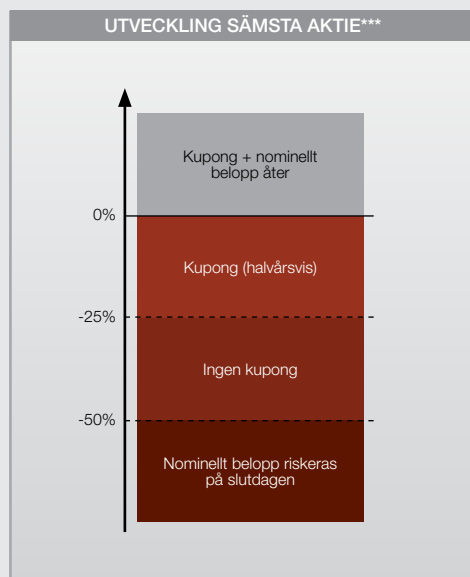 UTVECKLING SÄMSTA AKTIE***
Kupong + nominellt
belopp åter
0%
Kupong (halvårsvis)
-25%
Ingen kupong
-50%
Nominellt belopp riskeras
på slutdagen